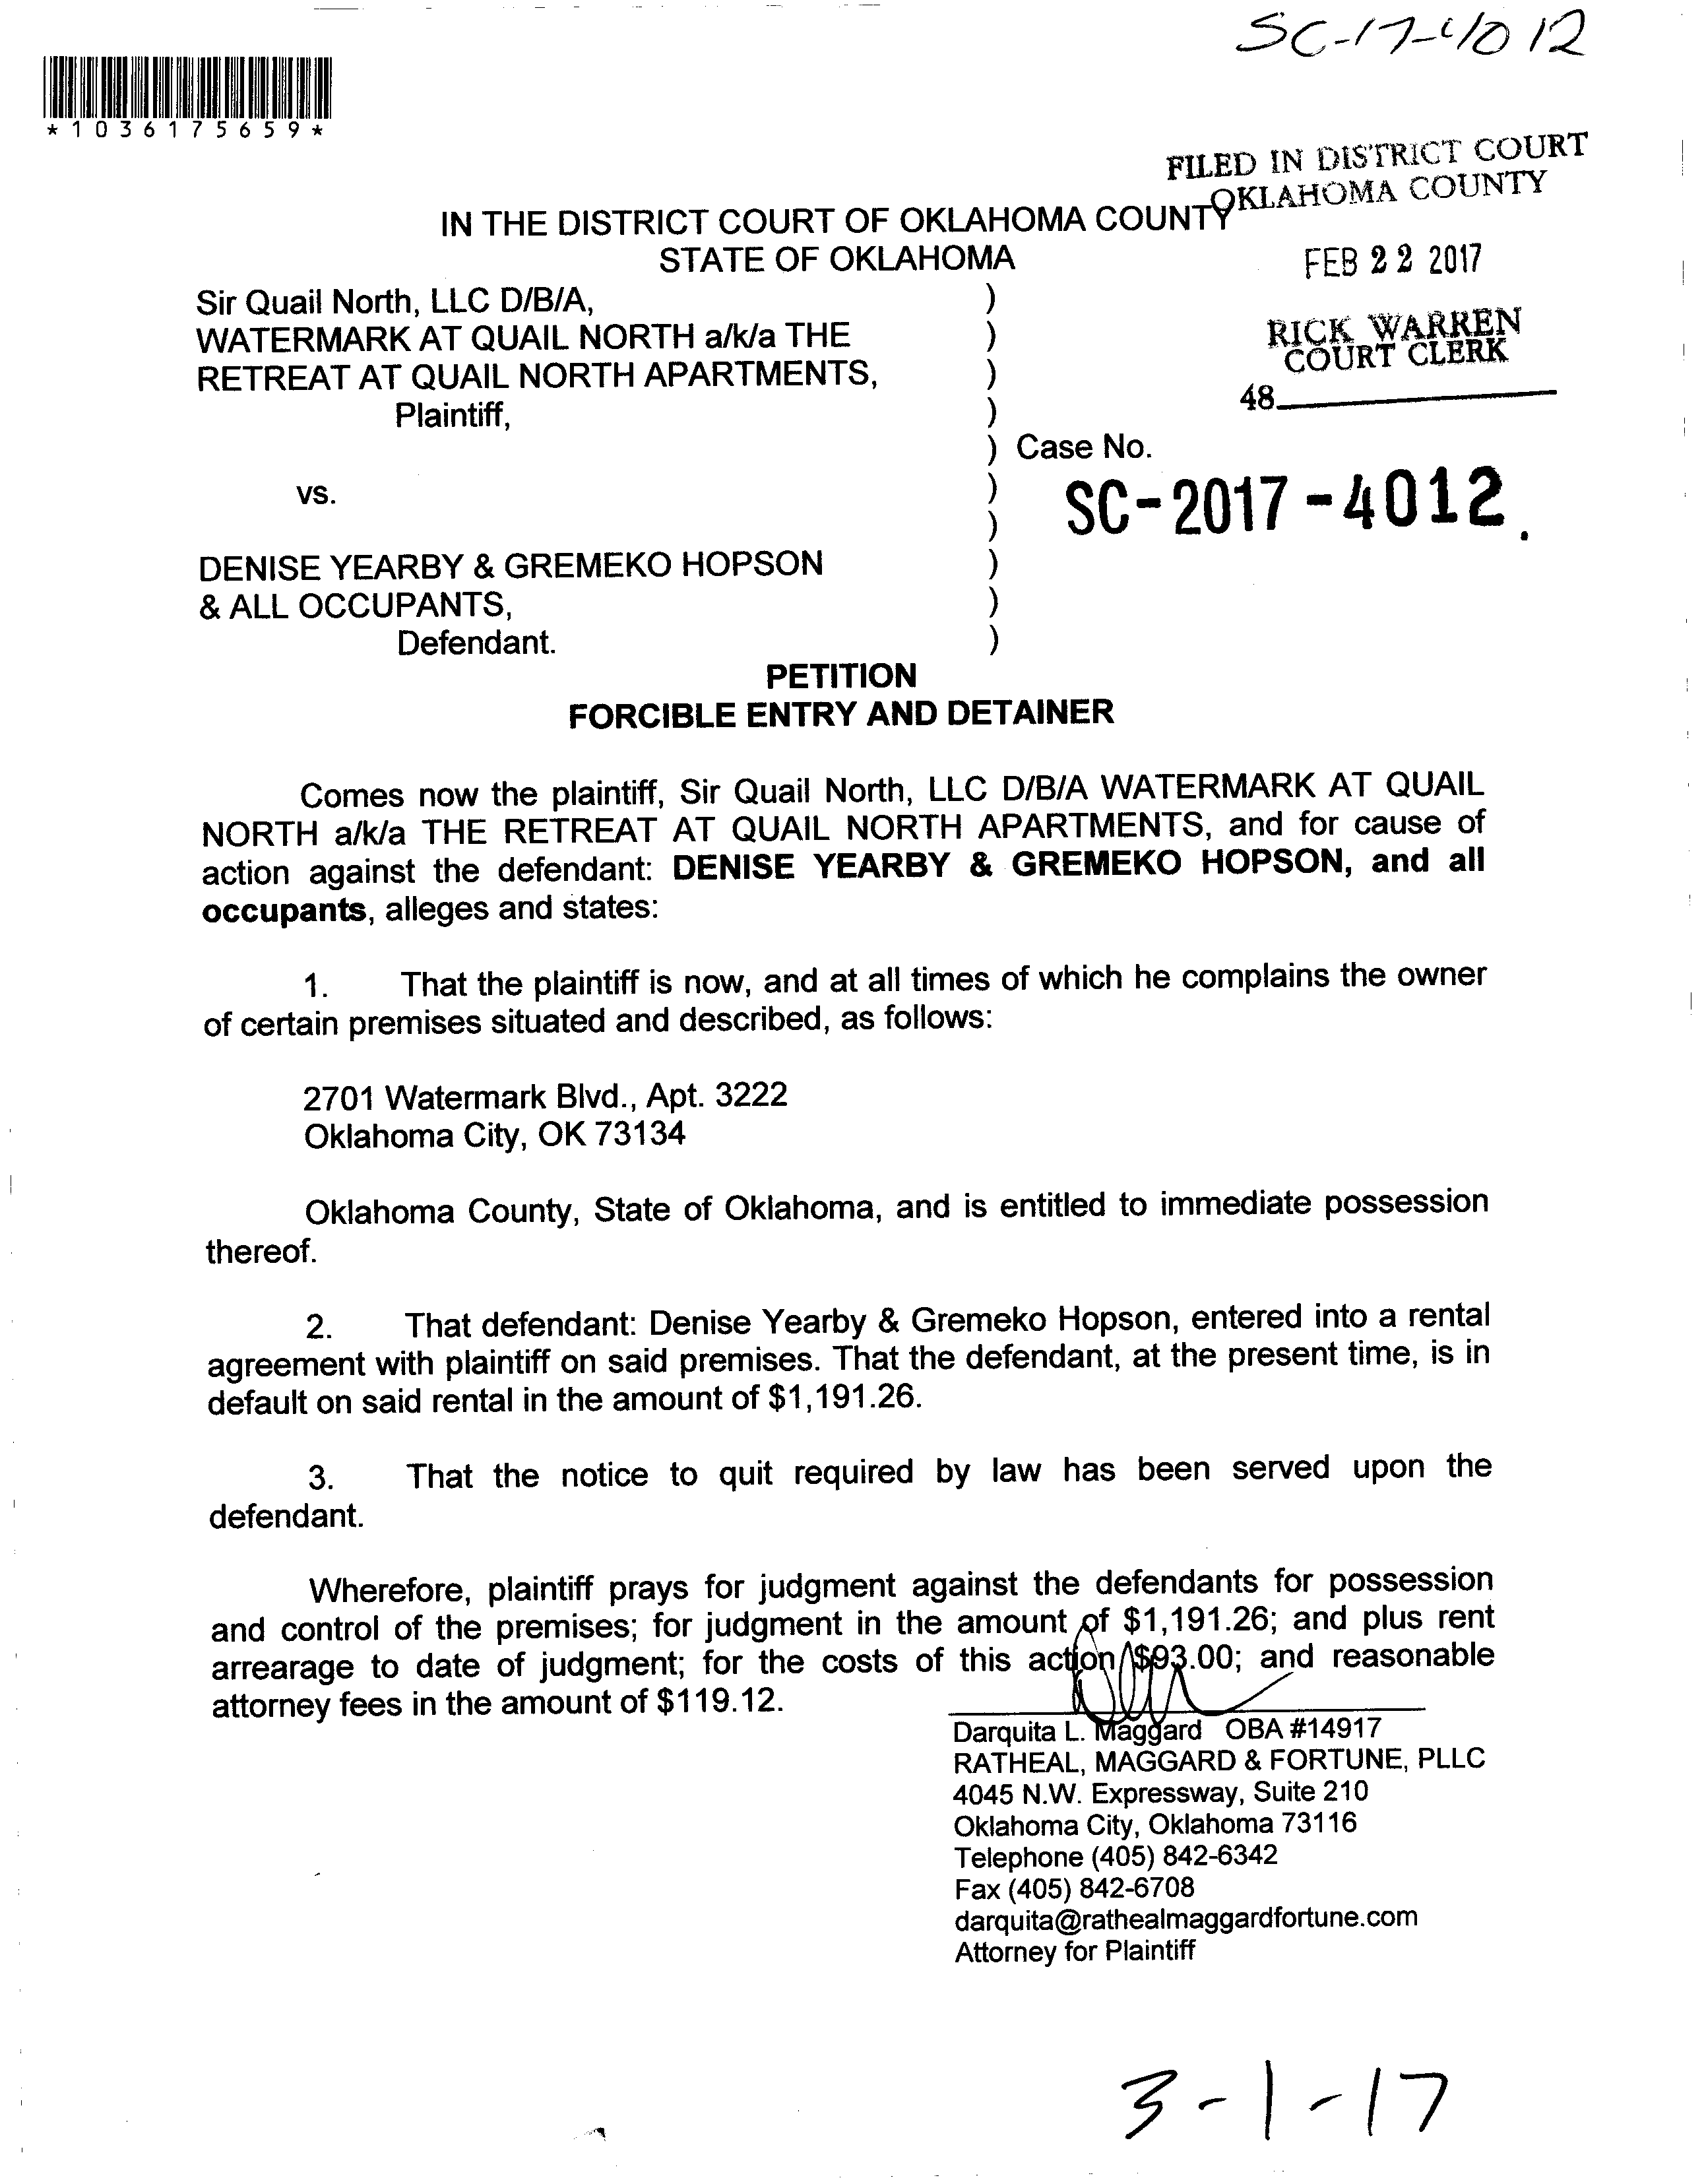 SC-17-4012
*1036175659*
FILED IN DISTRICT COURT
OKLAHOMA COUNTY
IN THE DISTRICT COURT OF OKLAHOMA COUNTY
STATE OF OKLAHOMA
FEB 22 2017
Sir Quail North, LLC D/B/A, )
WATERMARK AT QUAIL NORTH a/k/a THE )
RETREAT AT QUAIL NORTH APARTMENTS, )
RICK WARREN
COURT CLERK
48
Plaintiff, )
) Case No.
vs. )
) SC-2017-4012.
DENISE YEARBY & GREMEKO HOPSON )
& ALL OCCUPANTS, )
Defendant. )
PETITION
FORCIBLE ENTRY AND DETAINER
Comes now the plaintiff, Sir Quail North, LLC D/B/A WATERMARK AT QUAIL
NORTH a/k/a THE RETREAT AT QUAIL NORTH APARTMENTS, and for cause of
action against the defendant: DENISE YEARBY & GREMEKO HOPSON, and all
occupants, alleges and states:
1. That the plaintiff is now, and at all times of which he complains the owner
of certain premises situated and described, as follows:
2701 Watermark Blvd., Apt. 3222
Oklahoma City, OK 73134
Oklahoma County, State of Oklahoma, and is entitled to immediate possession
thereof.
2. That defendant: Denise Yearby & Gremeko Hopson, entered into a rental
agreement with plaintiff on said premises. That the defendant, at the present time, is in
default on said rental in the amount of $1,191.26.
3. That the notice to quit required by law has been served upon the
defendant.
Wherefore, plaintiff prays for judgment against the defendants for possession
and control of the premises; for judgment in the amount of $1,191.26; and plus rent
arrearage to date of judgment; for the costs of this action $93.00; and reasonable
attorney fees in the amount of $119.12.
Darquita L. Maggard OBA #14917
RATHEAL, MAGGARD & FORTUNE, PLLC
4045 N.W. Expressway, Suite 210
Oklahoma City, Oklahoma 73116
Telephone (405) 842-6342
Fax (405) 842-6708
darquita@rathealmaggardfortune.com
Attorney for Plaintiff
3-1-17